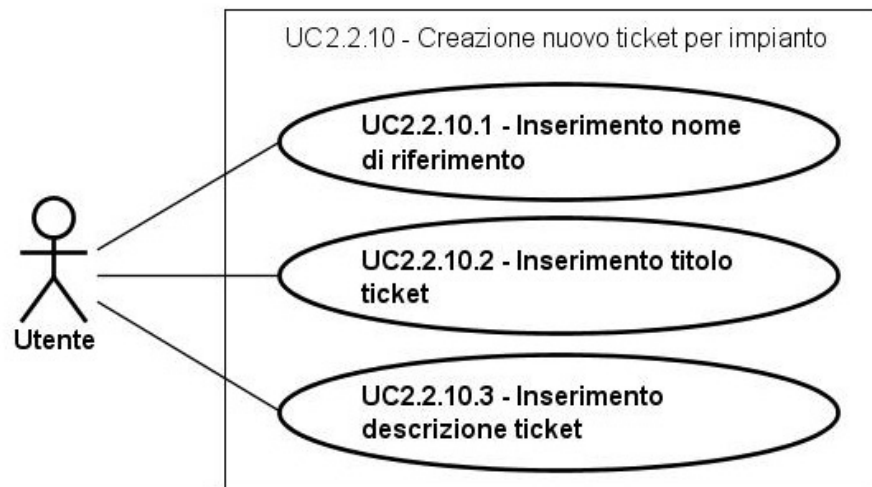 UC2.2.10 - Creazione nuovo ticket per impianto
UC2.2.10.1 - Inserimento nome
di riferimento
UC2.2.10.2 - Inserimento titolo
ticket
Utente
UC2.2.10.3 - Inserimento
descrizione ticket